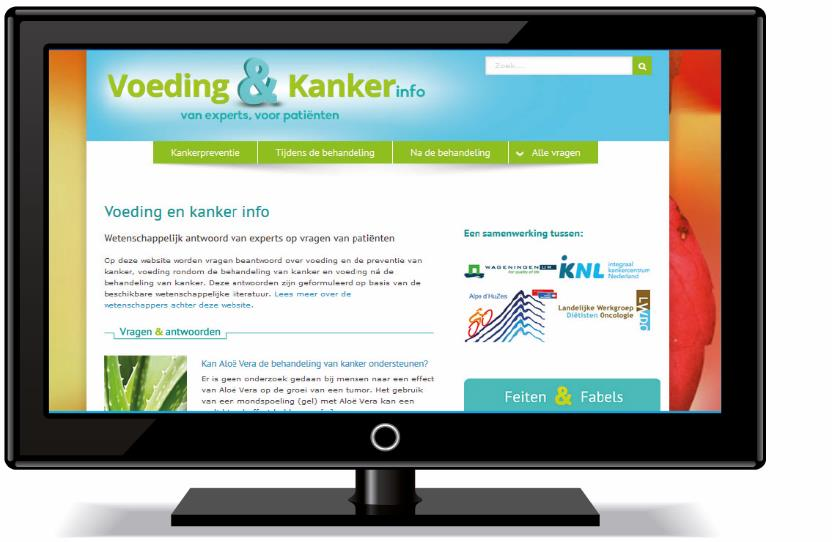 Voeding & Kanker info
van experts, voor patiënten
Zoek...
Kankerpreventie
Tijdens de behandeling
Na de behandeling
Alle vragen
Voeding en kanker info
Wetenschappelijk antwoord van experts op vragen van patiënten
Op deze website worden vragen beantwoord over voeding en de preventie van
kanker, voeding rondom de behandeling van kanker en voeding ná de
behandeling van kanker. Deze antwoorden zijn geformuleerd op basis van de
beschikbare wetenschappelijke literatuur. Lees meer over de
wetenschappers achter deze website.
Vragen & antwoorden
Kan Aloë Vera de behandeling van kanker ondersteunen?
Er is geen onderzoek gedaan bij mensen naar een effect
van Aloë Vera op de groei van een tumor. Het gebruik
van een mondspoeling (gel) met Aloë Vera kan een
Een samenwerking tussen:
WAGENINGEN UR
For quality of life
iKNL integraal
kankercentrum
Nederland
Alpe d'HuZes
Landelijke Werkgroep
Diëtisten Oncologie
LWDO
Feiten & Fabels